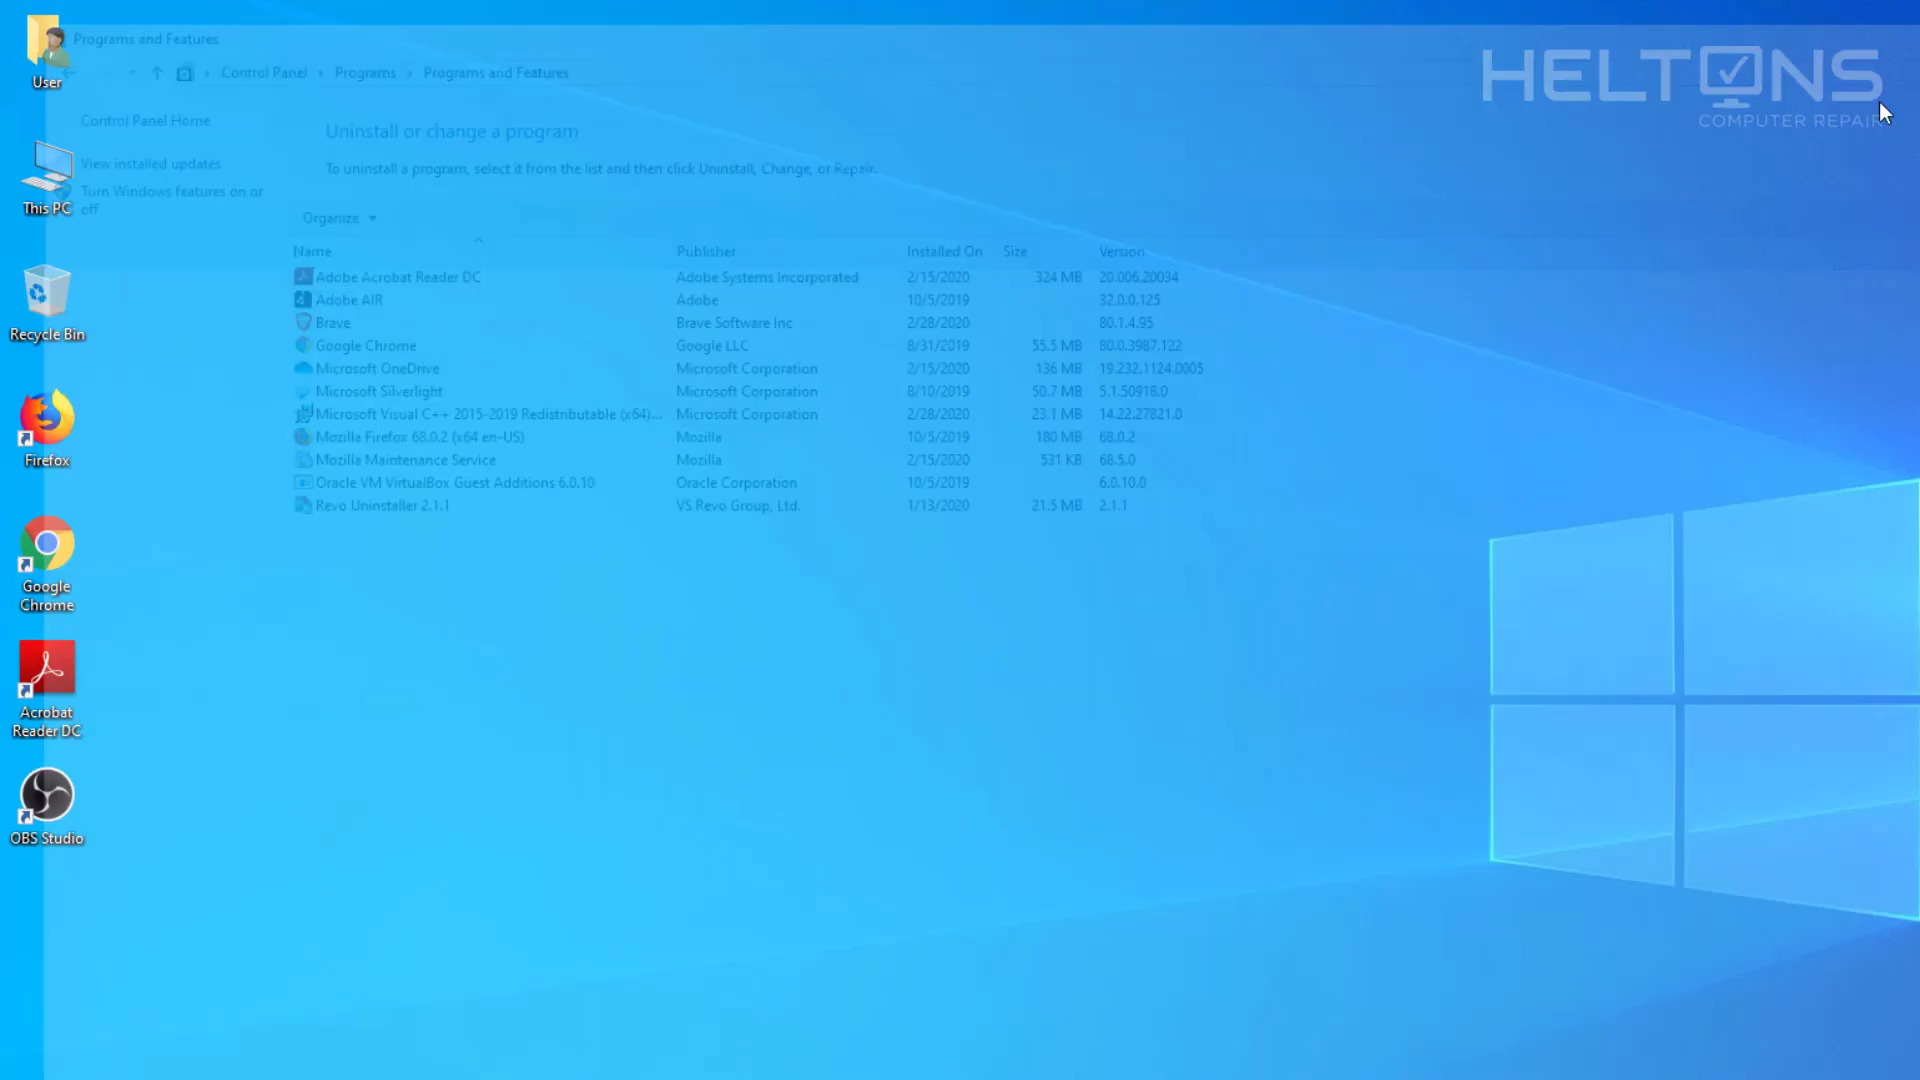 Programs and Features
Control Panel › Programs › Programs and Features
Control Panel Home
View installed updates
Turn Windows features on or
off
Uninstall or change a program
To uninstall a program, select it from the list and then click Uninstall, Change, or Repair.
Organize
Name Publisher Installed On Size Version
Adobe Acrobat Reader DC Adobe Systems Incorporated 2/15/2020 324 MB 20.006.20034
Adobe AIR Adobe 10/5/2019 32.0.0.125
Brave Brave Software Inc 2/28/2020 80.1.4.95
Google Chrome Google LLC 8/31/2019 55.5 MB 80.0.3987.122
Microsoft OneDrive Microsoft Corporation 2/15/2020 136 MB 19.232.1124.0005
Microsoft Silverlight Microsoft Corporation 8/10/2019 50.7 MB 5.1.50918.0
Microsoft Visual C++ 2015-2019 Redistributable (x64)... Microsoft Corporation 2/28/2020 23.1 MB 14.22.27821.0
Mozilla Firefox 68.0.2 (x64 en-US) Mozilla 10/5/2019 180 MB 68.0.2
Mozilla Maintenance Service Mozilla 2/15/2020 531 KB 68.5.0
Oracle VM VirtualBox Guest Additions 6.0.10 Oracle Corporation 10/5/2019 6.0.10.0
Revo Uninstaller 2.1.1 VS Revo Group, Ltd. 1/13/2020 21.5 MB 2.1.1
User
This PC
Recycle Bin
Firefox
Google
Chrome
Acrobat
Reader DC
OBS Studio
HELTONS
COMPUTER REPAIR